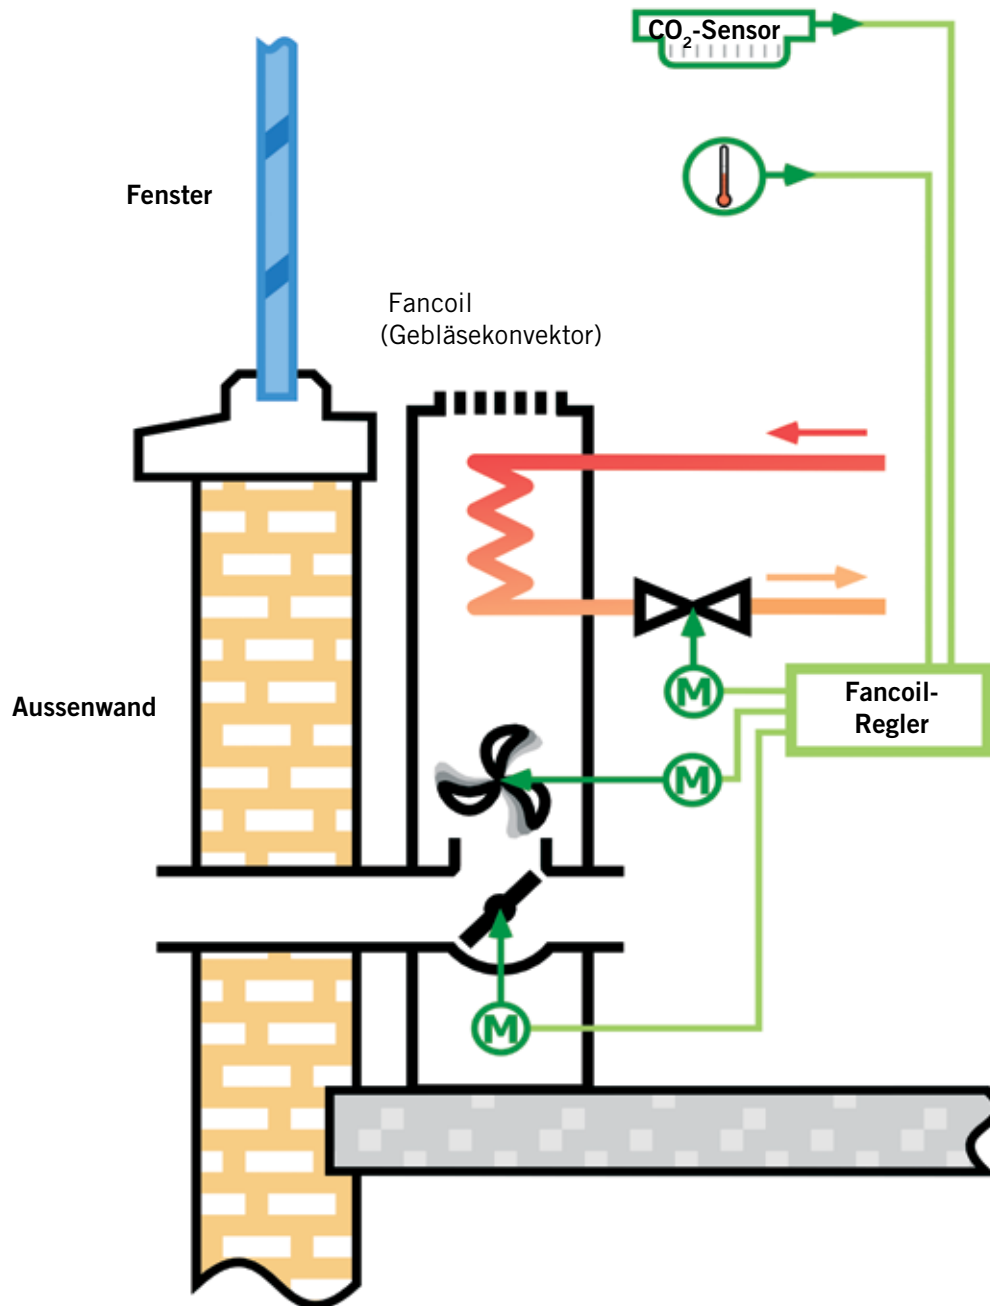 CO₂-Sensor
Fenster
Fancoil
(Gebläsekonvektor)
Aussenwand
M
Fancoil-
Regler
M
M